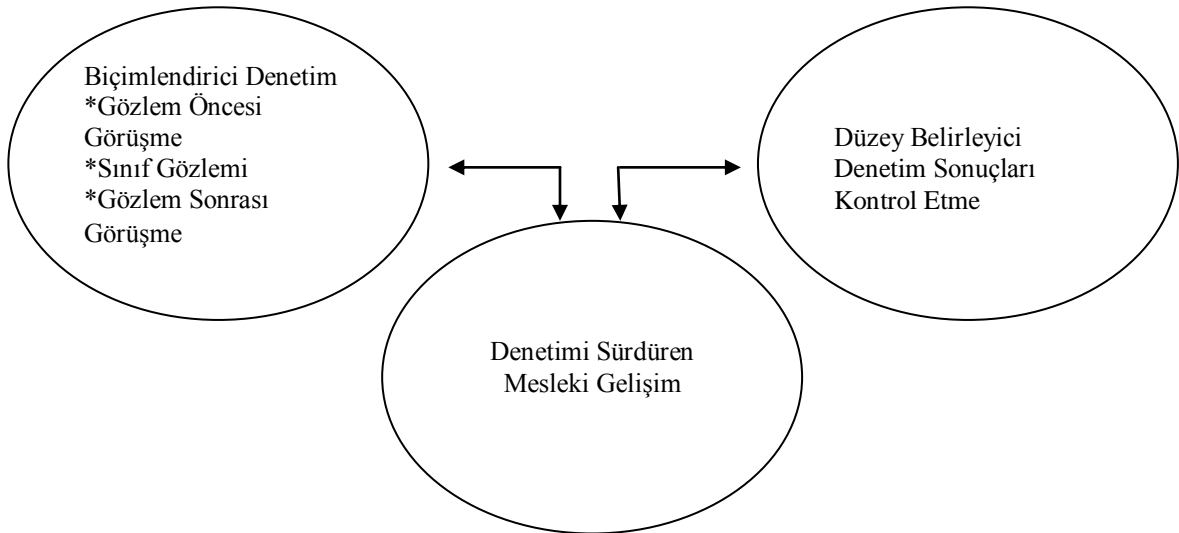 Biçimlendirici Denetim
*Gözlem Öncesi
Görüşme
*Sınıf Gözlemi
*Gözlem Sonrası
Görüşme
Düzey Belirleyici
Denetim Sonuçları
Kontrol Etme
Denetimi Sürdüren
Mesleki Gelişim